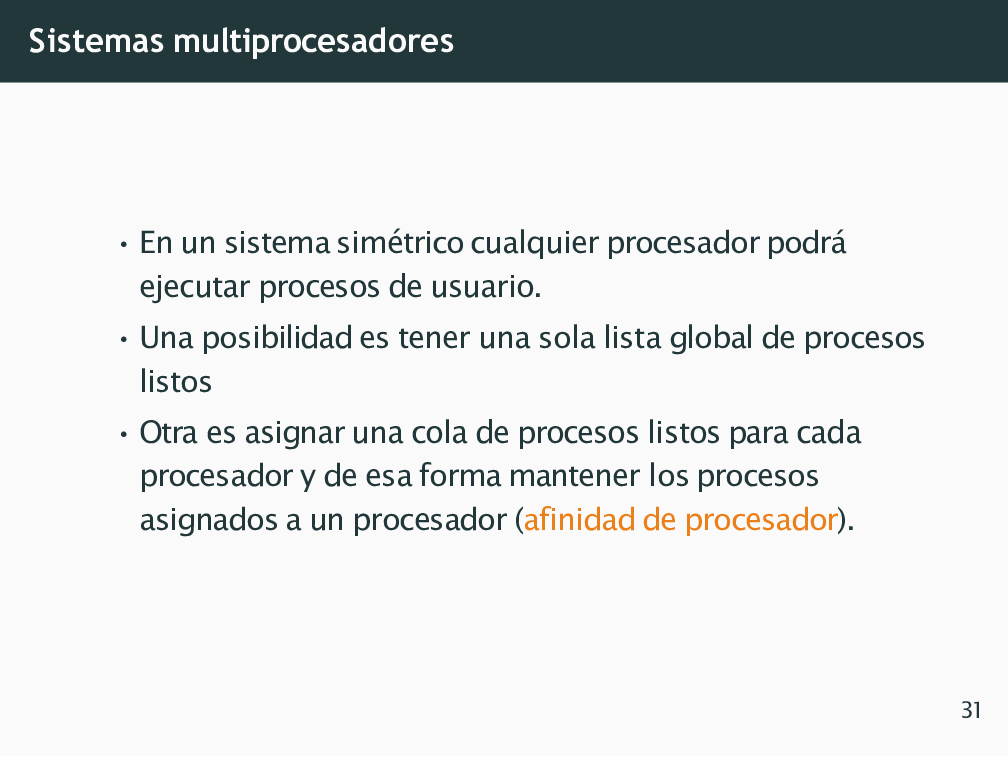 Sistemas multiprocesadores
• En un sistema simétrico cualquier procesador podrá
ejecutar procesos de usuario.
• Una posibilidad es tener una sola lista global de procesos
listos
• Otra es asignar una cola de procesos listos para cada
procesador y de esa forma mantener los procesos
asignados a un procesador (afinidad de procesador).
31